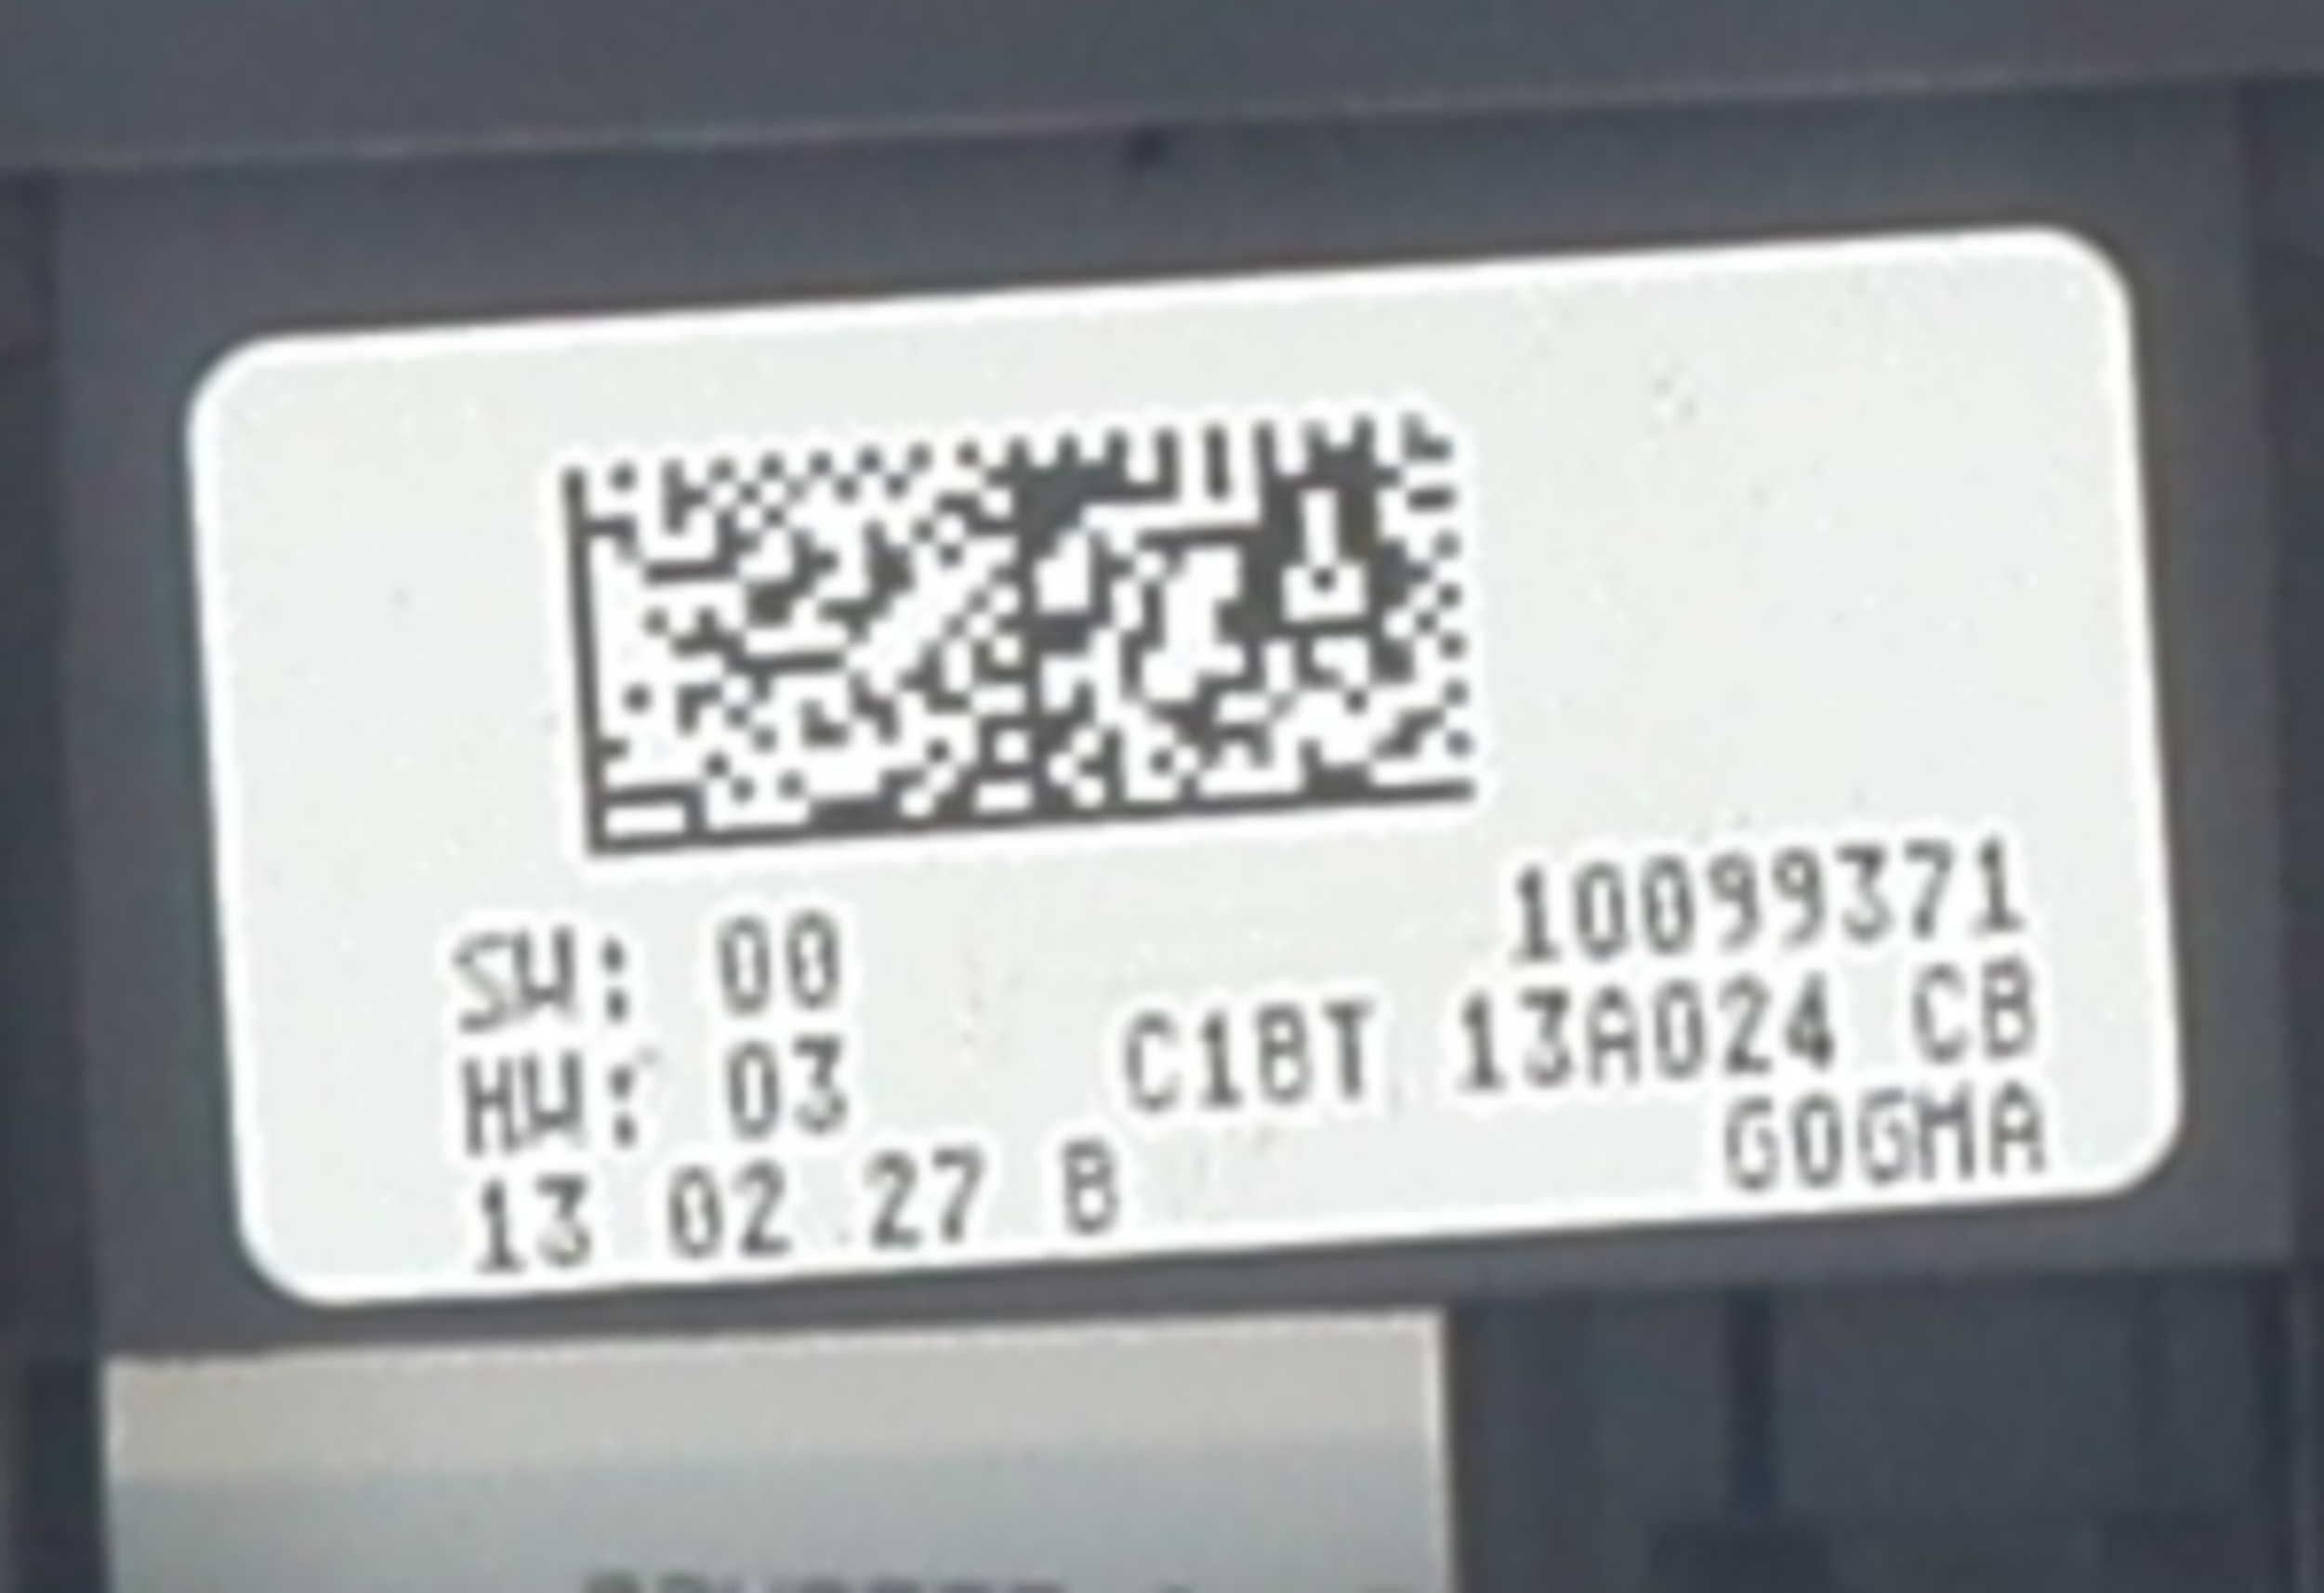 10099371
SW: 00
C1BT 13A024 CB
HW: 03
GOGMA
13 02 27 B